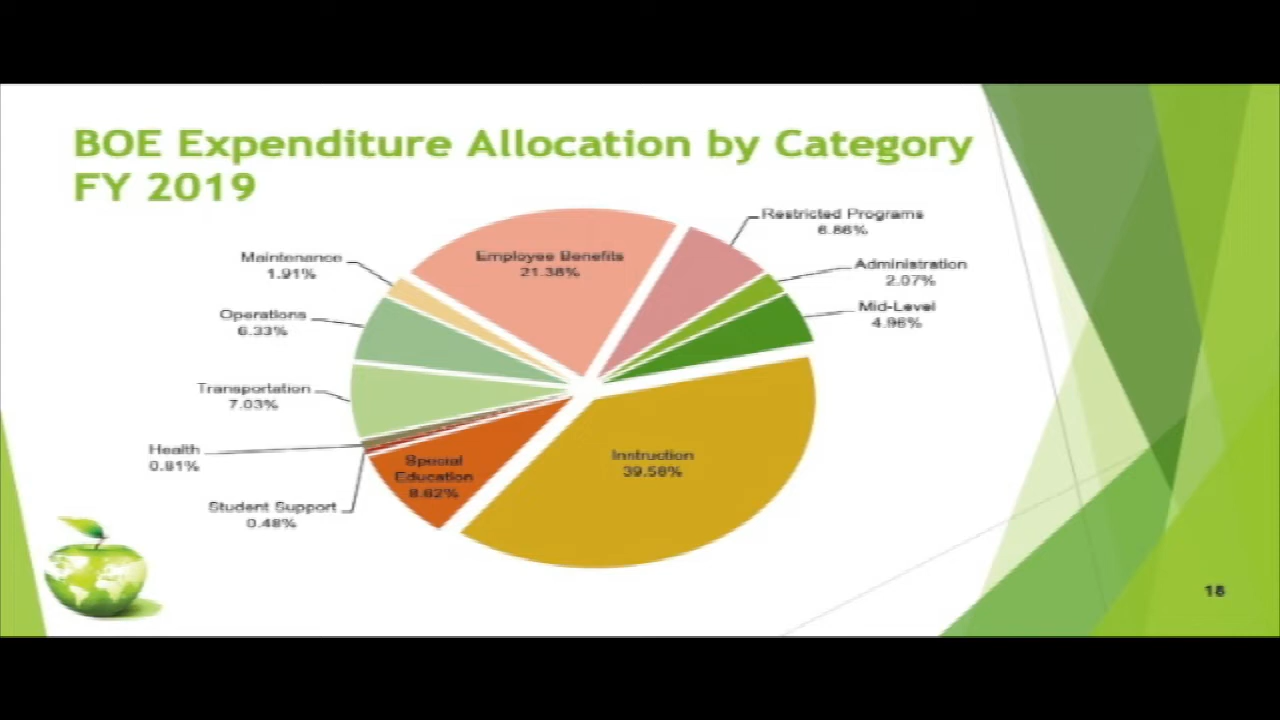 BOE Expenditure Allocation by Category
FY 2019
Restricted Programs
6.86%
Employee Benefits
21.36%
Maintenance
1.91%
Administration
2.07%
Mid-Level
4.96%
Operations
6.33%
Transportation
7.03%
Health
0.81%
Instruction
39.56%
Special
Education
8.62%
Student Support
0.48%